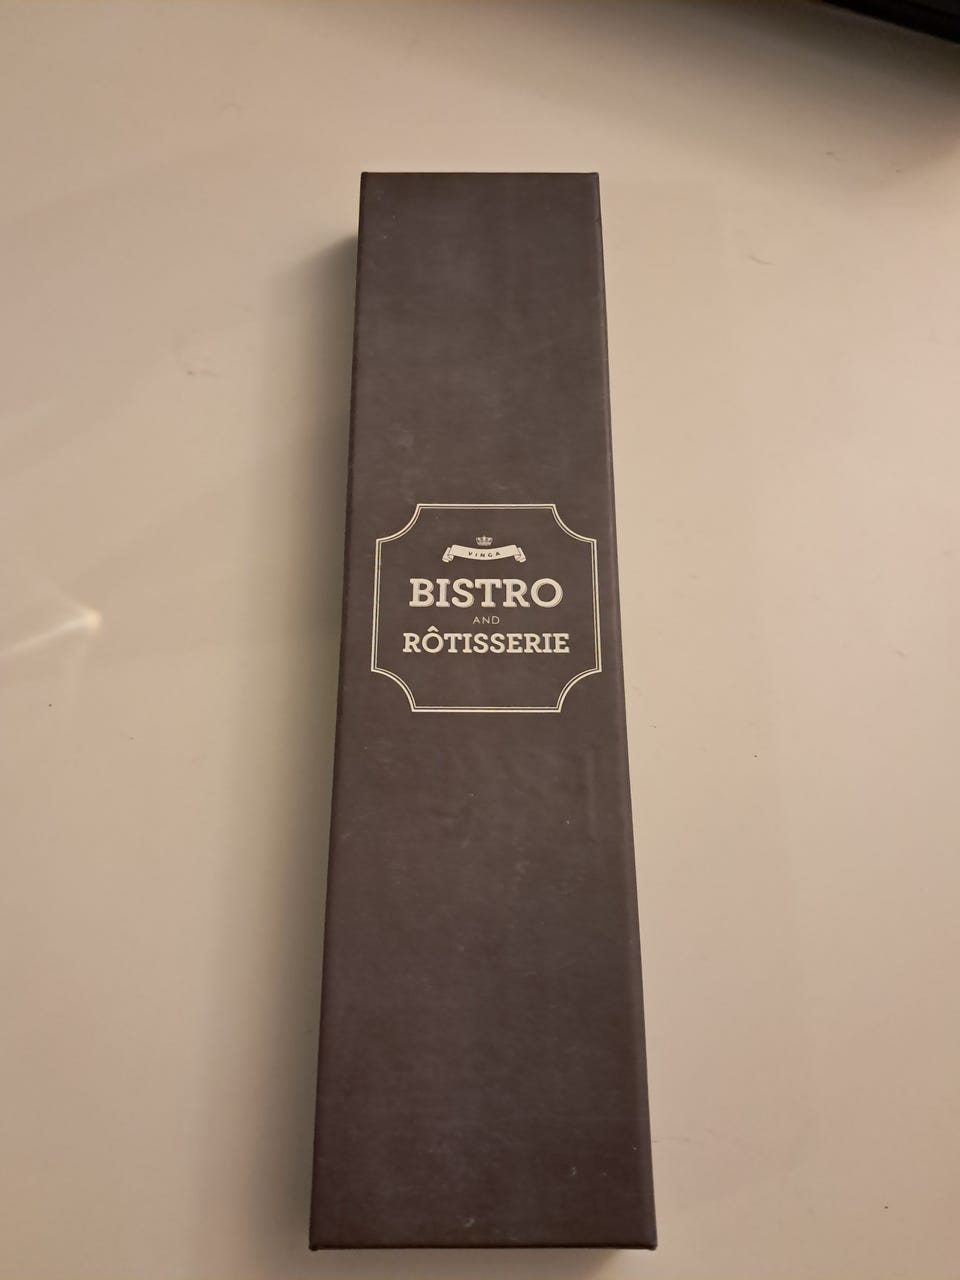 VINGA
BISTRO
AND
RÔTISSERIE